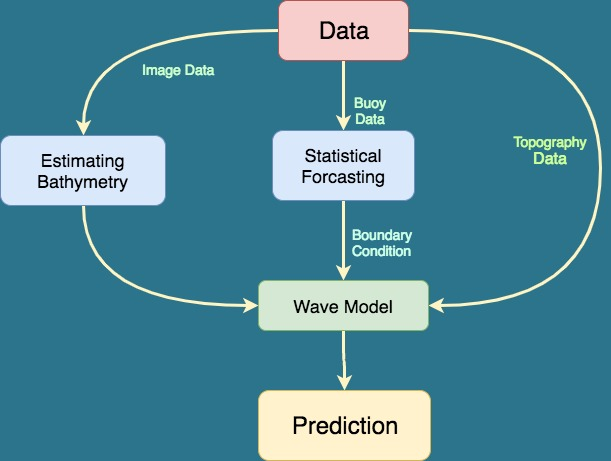 Data
Image Data
Buoy
Data
Topography
Data
Estimating
Bathymetry
Statistical
Forcasting
Boundary
Condition
Wave Model
Prediction